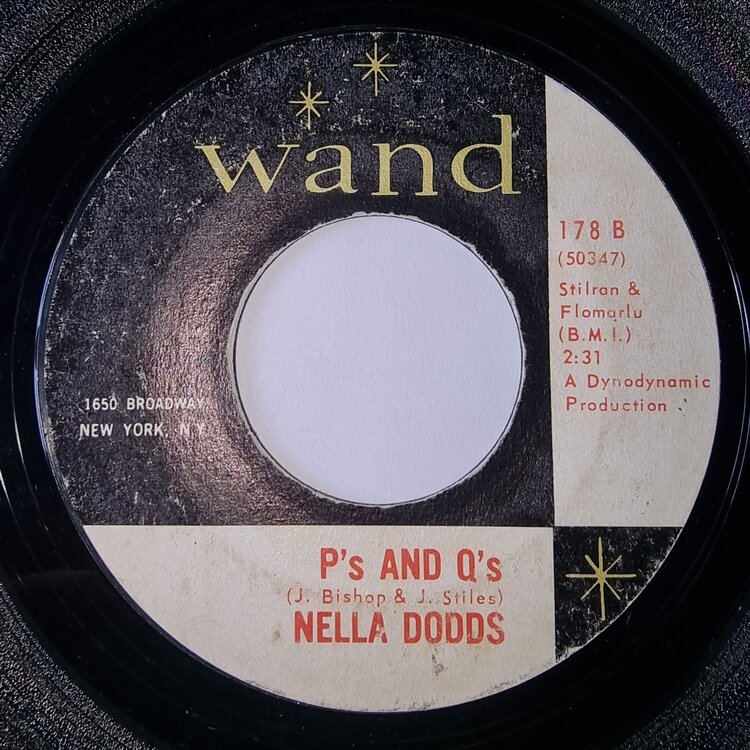 wand
178 B
(50347)
Stilran &
Flomarlu
(B.M.I.)
2:31
A Dynodynamic
Production
1650 BROADWAY
NEW YORK, N.Y.
P's AND Q's
(J. Bishop & J. Stiles)
NELLA DODDS